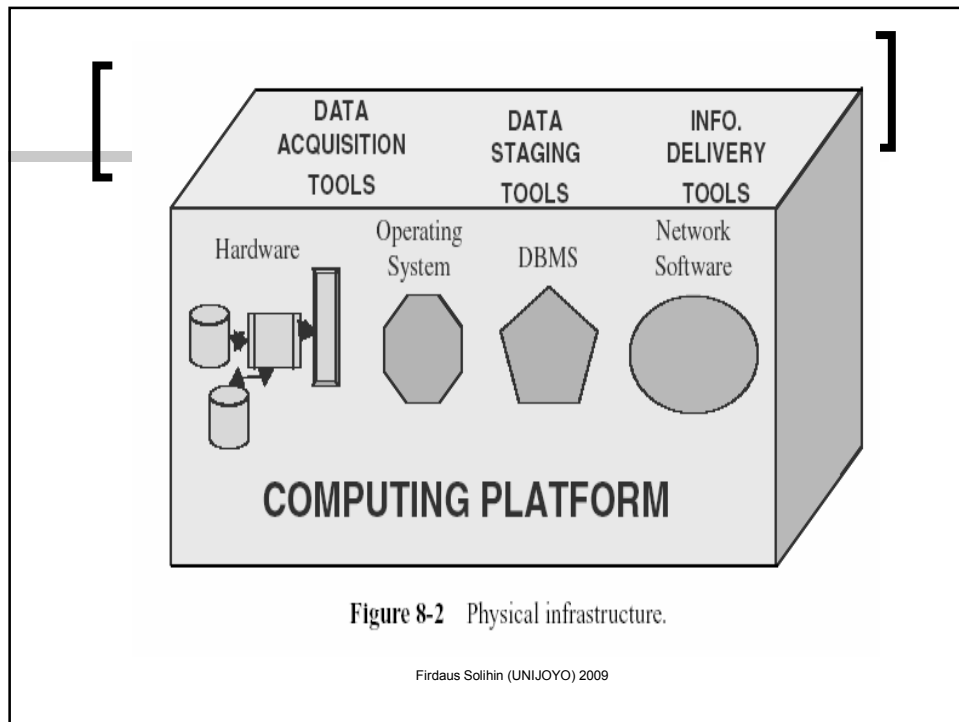 DATA
ACQUISITION
TOOLS
DATA
STAGING
TOOLS
INFO.
DELIVERY
TOOLS
Hardware
Operating
System
DBMS
Network
Software
COMPUTING PLATFORM
Figure 8-2 Physical infrastructure.
Firdaus Solihin (UNIJOYO) 2009